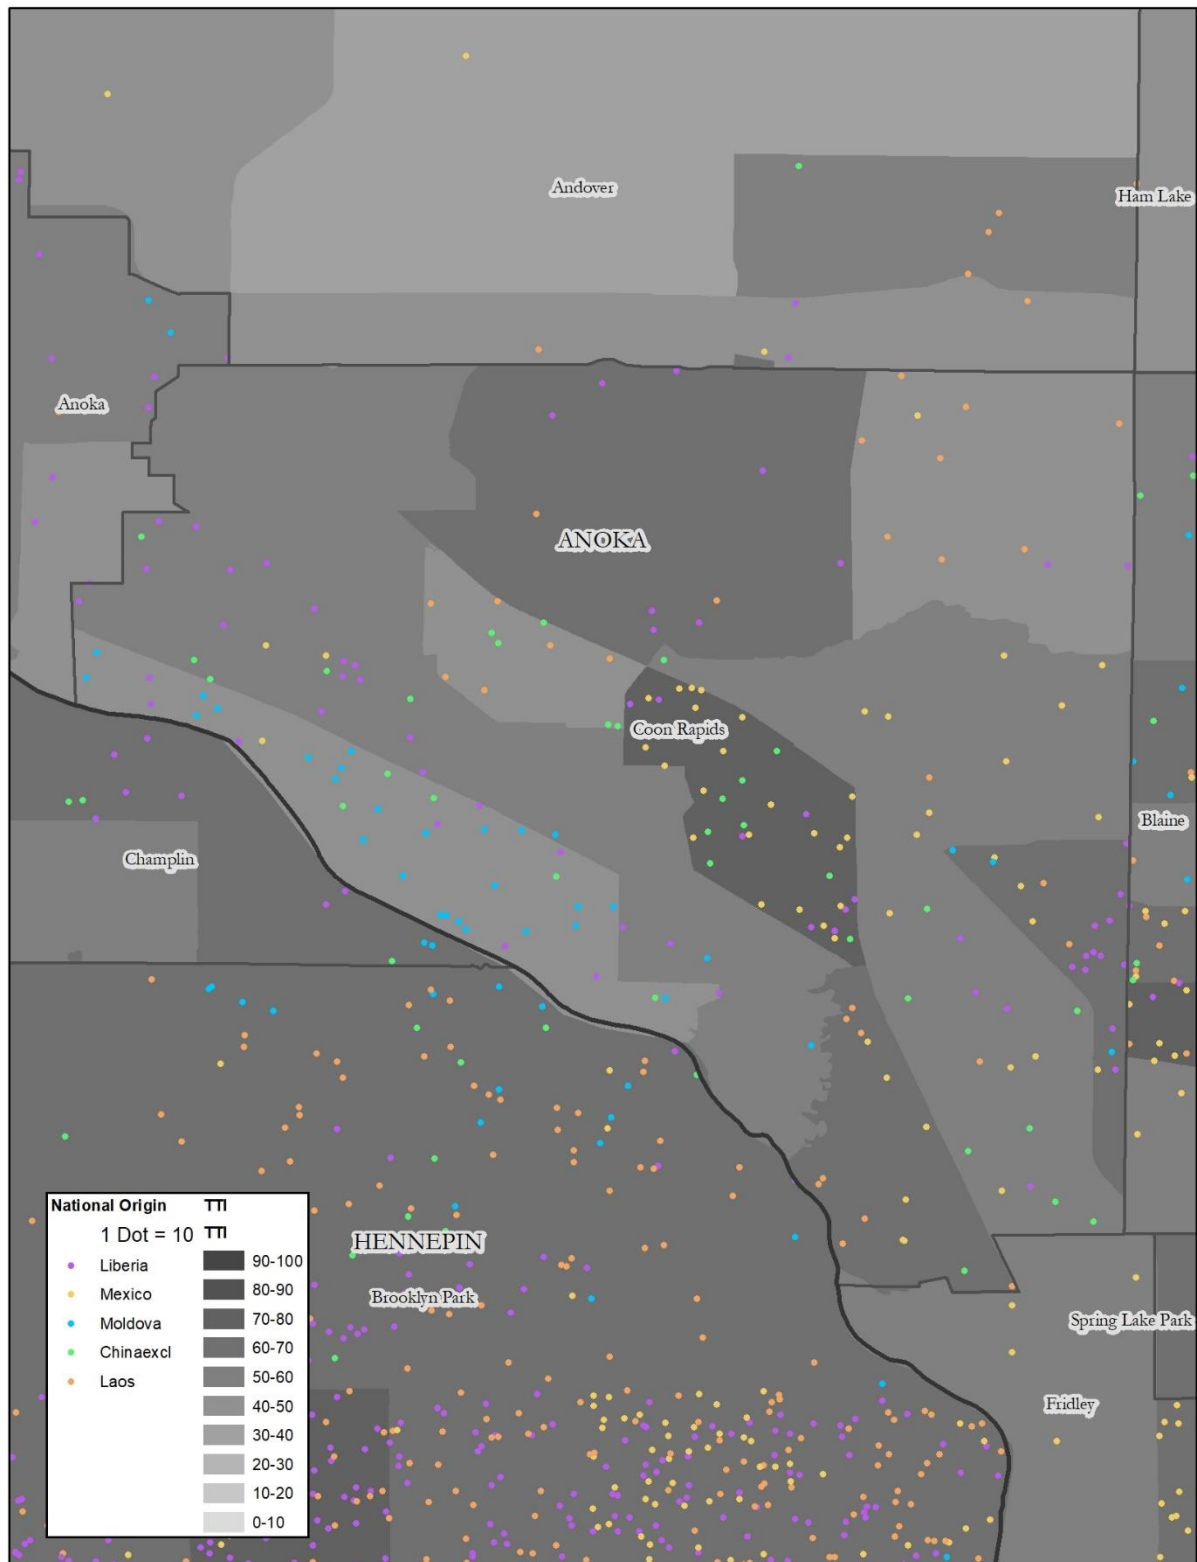 Andover
Ham Lake
Anoka
ANOKA
Coon Rapids
Blaine
Champlin
HENNEPIN
Brooklyn Park
Spring Lake Park
Fridley
National Origin TTI
1 Dot = 10 TTI
Liberia
Mexico
Moldova
Chinaexcl
Laos
90-100
80-90
70-80
60-70
50-60
40-50
30-40
20-30
10-20
0-10